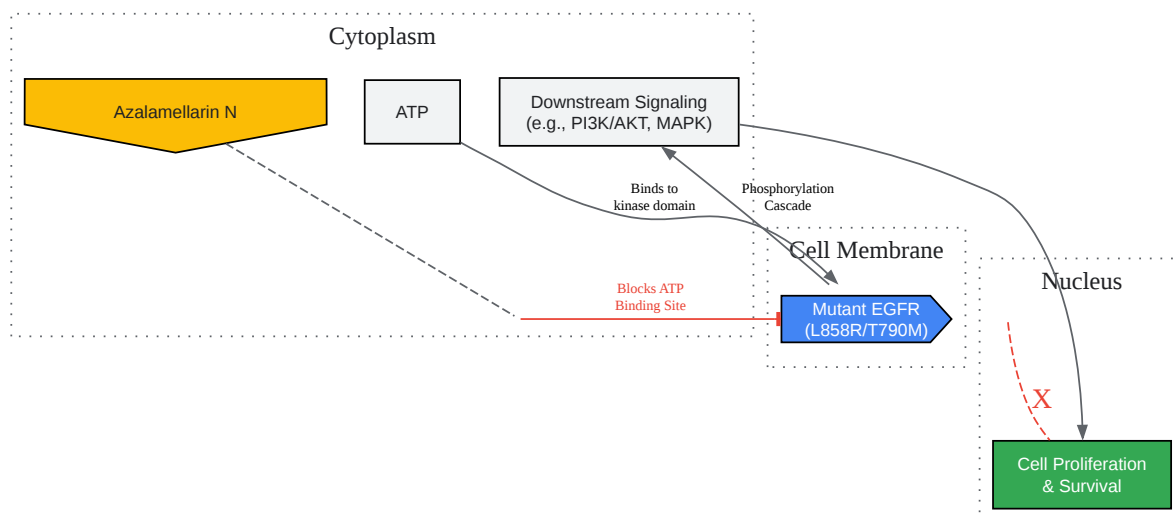 Cytoplasm
Azalamellarin N
ATP
Downstream Signaling
(e.g., PI3K/AKT, MAPK)
Binds to
kinase domain
Phosphorylation
Cascade
Cell Membrane
Nucleus
Blocks ATP
Binding Site
Mutant EGFR
(L858R/T790M)
X
Cell Proliferation
& Survival